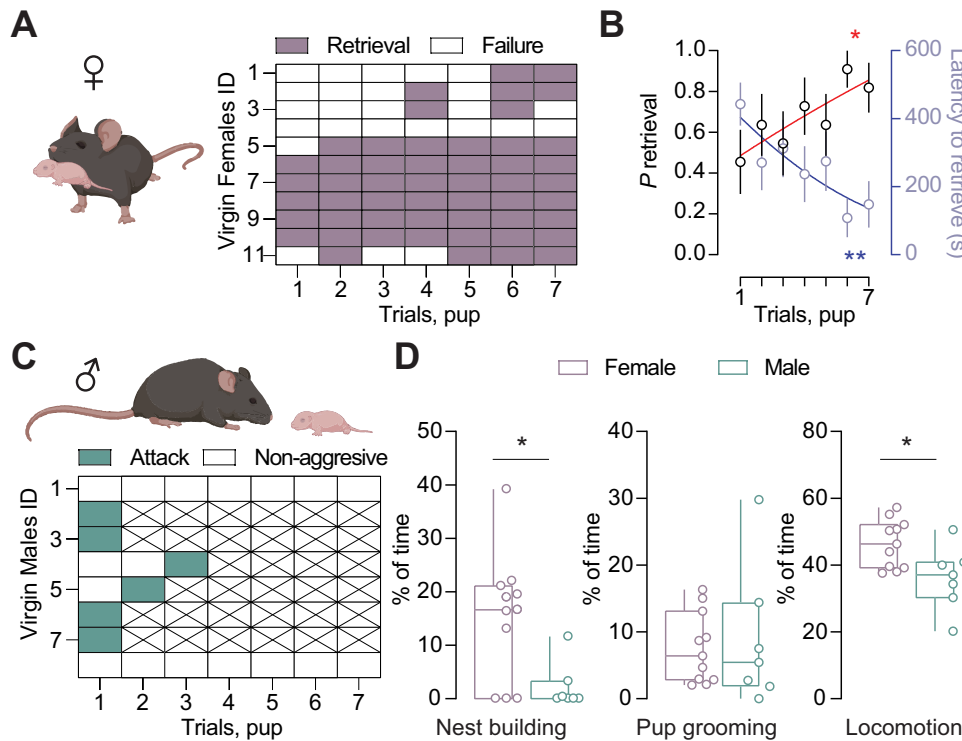 A
♀
Retrieval
Failure
Virgin Females ID
1
3
5
7
9
11
1 2 3 4 5 6 7
Trials, pup
B
*
P retrieval
1.0
0.8
0.6
0.4
0.2
0.0
Latency to retrieve (s)
600
400
200
0
**
1 7
Trials, pup
C
♂
Attack
Non-aggresive
Virgin Males ID
1
3
5
7
1 2 3 4 5 6 7
Trials, pup
D
Female
Male
% of time
50
40
30
20
10
0
*
Nest building
% of time
40
30
20
10
0
Pup grooming
% of time
80
60
40
20
0
*
Locomotion